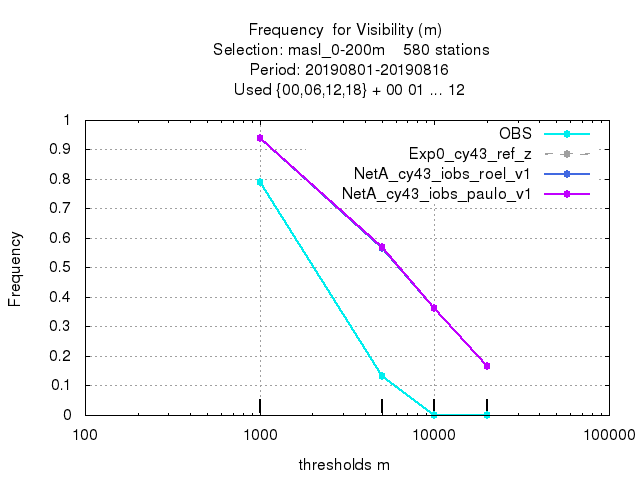 Frequency  for Visibility (m)
Selection: masl_0-200m    580 stations
Period: 20190801-20190816
Used {00,06,12,18} + 00 01 ... 12
OBS
Exp0_cy43_ref_z
NetA_cy43_iobs_roel_v1
NetA_cy43_iobs_paulo_v1
Frequency
1
0.9
0.8
0.7
0.6
0.5
0.4
0.3
0.2
0.1
0
100 1000 10000 100000
thresholds m